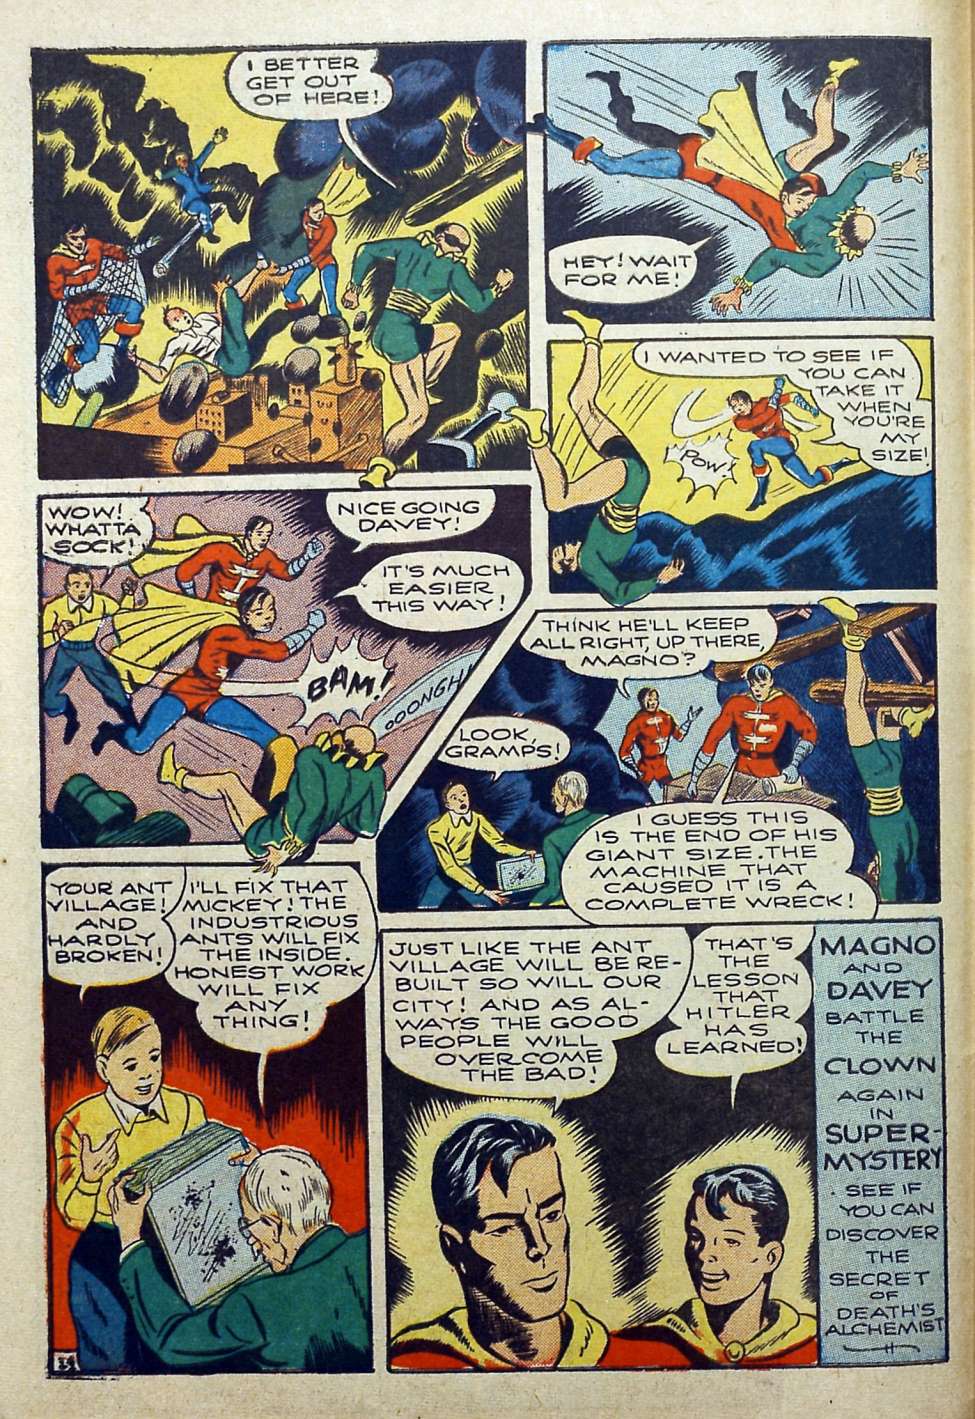 I BETTER
GET OUT
OF HERE!
HEY! WAIT
FOR ME!
I WANTED TO SEE IF
YOU CAN
TAKE IT
WHEN
YOU'RE
MY
SIZE!
POW!
WOW!
WHATTA
SOCK!
NICE GOING
DAVEY!
IT'S MUCH
EASIER
THIS WAY!
BAM!
OOONGH!
THINK HE'LL KEEP
ALL RIGHT, UP THERE,
MAGNO?
LOOK,
GRAMPS!
I GUESS THIS
IS THE END OF HIS
GIANT SIZE. THE
MACHINE THAT
CAUSED IT IS A
COMPLETE WRECK!
YOUR ANT
VILLAGE!
AND
HARDLY
BROKEN!
I'LL FIX THAT
MICKEY! THE
INDUSTRIOUS
ANTS WILL FIX
THE INSIDE.
HONEST WORK
WILL FIX
ANY
THING!
JUST LIKE THE ANT
VILLAGE WILL BE RE-
BUILT SO WILL OUR
CITY! AND AS AL-
WAYS THE GOOD
PEOPLE WILL
OVERCOME
THE BAD!
THAT'S
THE
LESSON
THAT
HITLER
HAS
LEARNED!
MAGNO
AND
DAVEY
BATTLE
THE
CLOWN
AGAIN
IN
SUPER-
MYSTERY
. SEE IF
YOU CAN
DISCOVER
THE
SECRET
OF
DEATH'S
ALCHEMIST